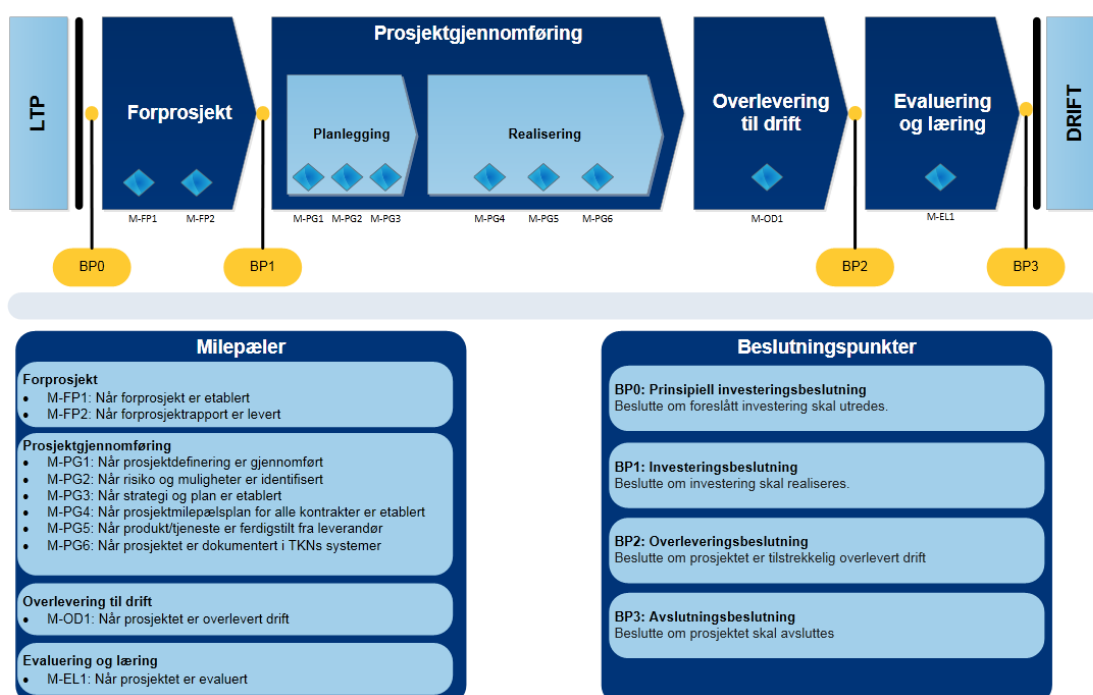 LTP
Forprosjekt
M-FP1
M-FP2
Prosjektgjennomføring
Planlegging
M-PG1
M-PG2
M-PG3
Realisering
M-PG4
M-PG5
M-PG6
Overlevering
til drift
M-OD1
Evaluering
og læring
M-EL1
DRIFT
BP0
BP1
BP2
BP3
Milepæler
Forprosjekt
• M-FP1: Når forprosjekt er etablert
• M-FP2: Når forprosjektrapport er levert
Prosjektgjennomføring
• M-PG1: Når prosjektdefinering er gjennomført
• M-PG2: Når risiko og muligheter er identifisert
• M-PG3: Når strategi og plan er etablert
• M-PG4: Når prosjektmilepælsplan for alle kontrakter er etablert
• M-PG5: Når produkt/tjeneste er ferdigstilt fra leverandør
• M-PG6: Når prosjektet er dokumentert i TKNs systemer
Overlevering til drift
• M-OD1: Når prosjektet er overlevert drift
Evaluering og læring
• M-EL1: Når prosjektet er evaluert
Beslutningspunkter
BP0: Prinsipiell investeringsbeslutning
Beslutte om foreslått investering skal utredes.
BP1: Investeringsbeslutning
Beslutte om investering skal realiseres.
BP2: Overleveringsbeslutning
Beslutte om prosjektet er tilstrekkelig overlevert drift
BP3: Avslutningsbeslutning
Beslutte om prosjektet skal avsluttes